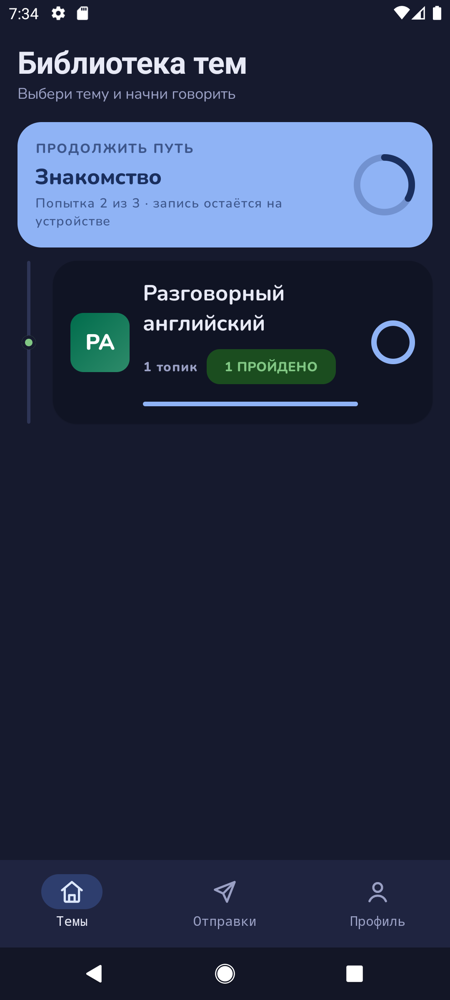 7:34
Библиотека тем
Выбери тему и начни говорить
ПРОДОЛЖИТЬ ПУТЬ
Знакомство
Попытка 2 из 3 · запись остаётся на
устройстве
Разговорный
английский
РА
1 топик
1 ПРОЙДЕНО
Темы
Отправки
Профиль